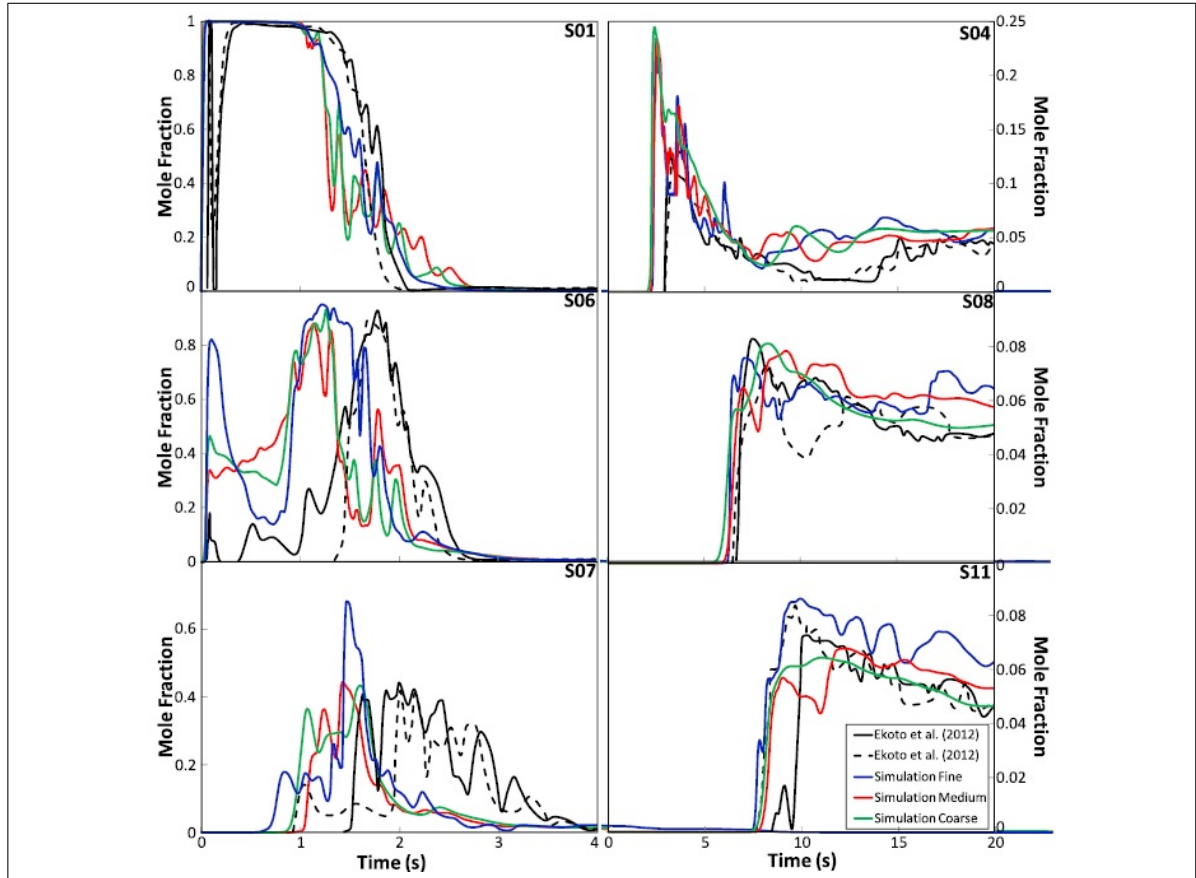 1
0.8
0.6
0.4
0.2
0
Mole Fraction
S01
S04
0.25
0.2
0.15
0.1
0.05
0
Mole Fraction
0.8
0.6
0.4
0.2
0
Mole Fraction
S06
S08
0.08
0.06
0.04
0.02
0
Mole Fraction
0.6
0.4
0.2
0
Mole Fraction
S07
0 1 2 3 4
Time (s)
S11
0.08
0.06
0.04
0.02
0
Mole Fraction
Ekoto et al. (2012)
Ekoto et al. (2012)
Simulation Fine
Simulation Medium
Simulation Coarse
0 5 10 15 20
Time (s)